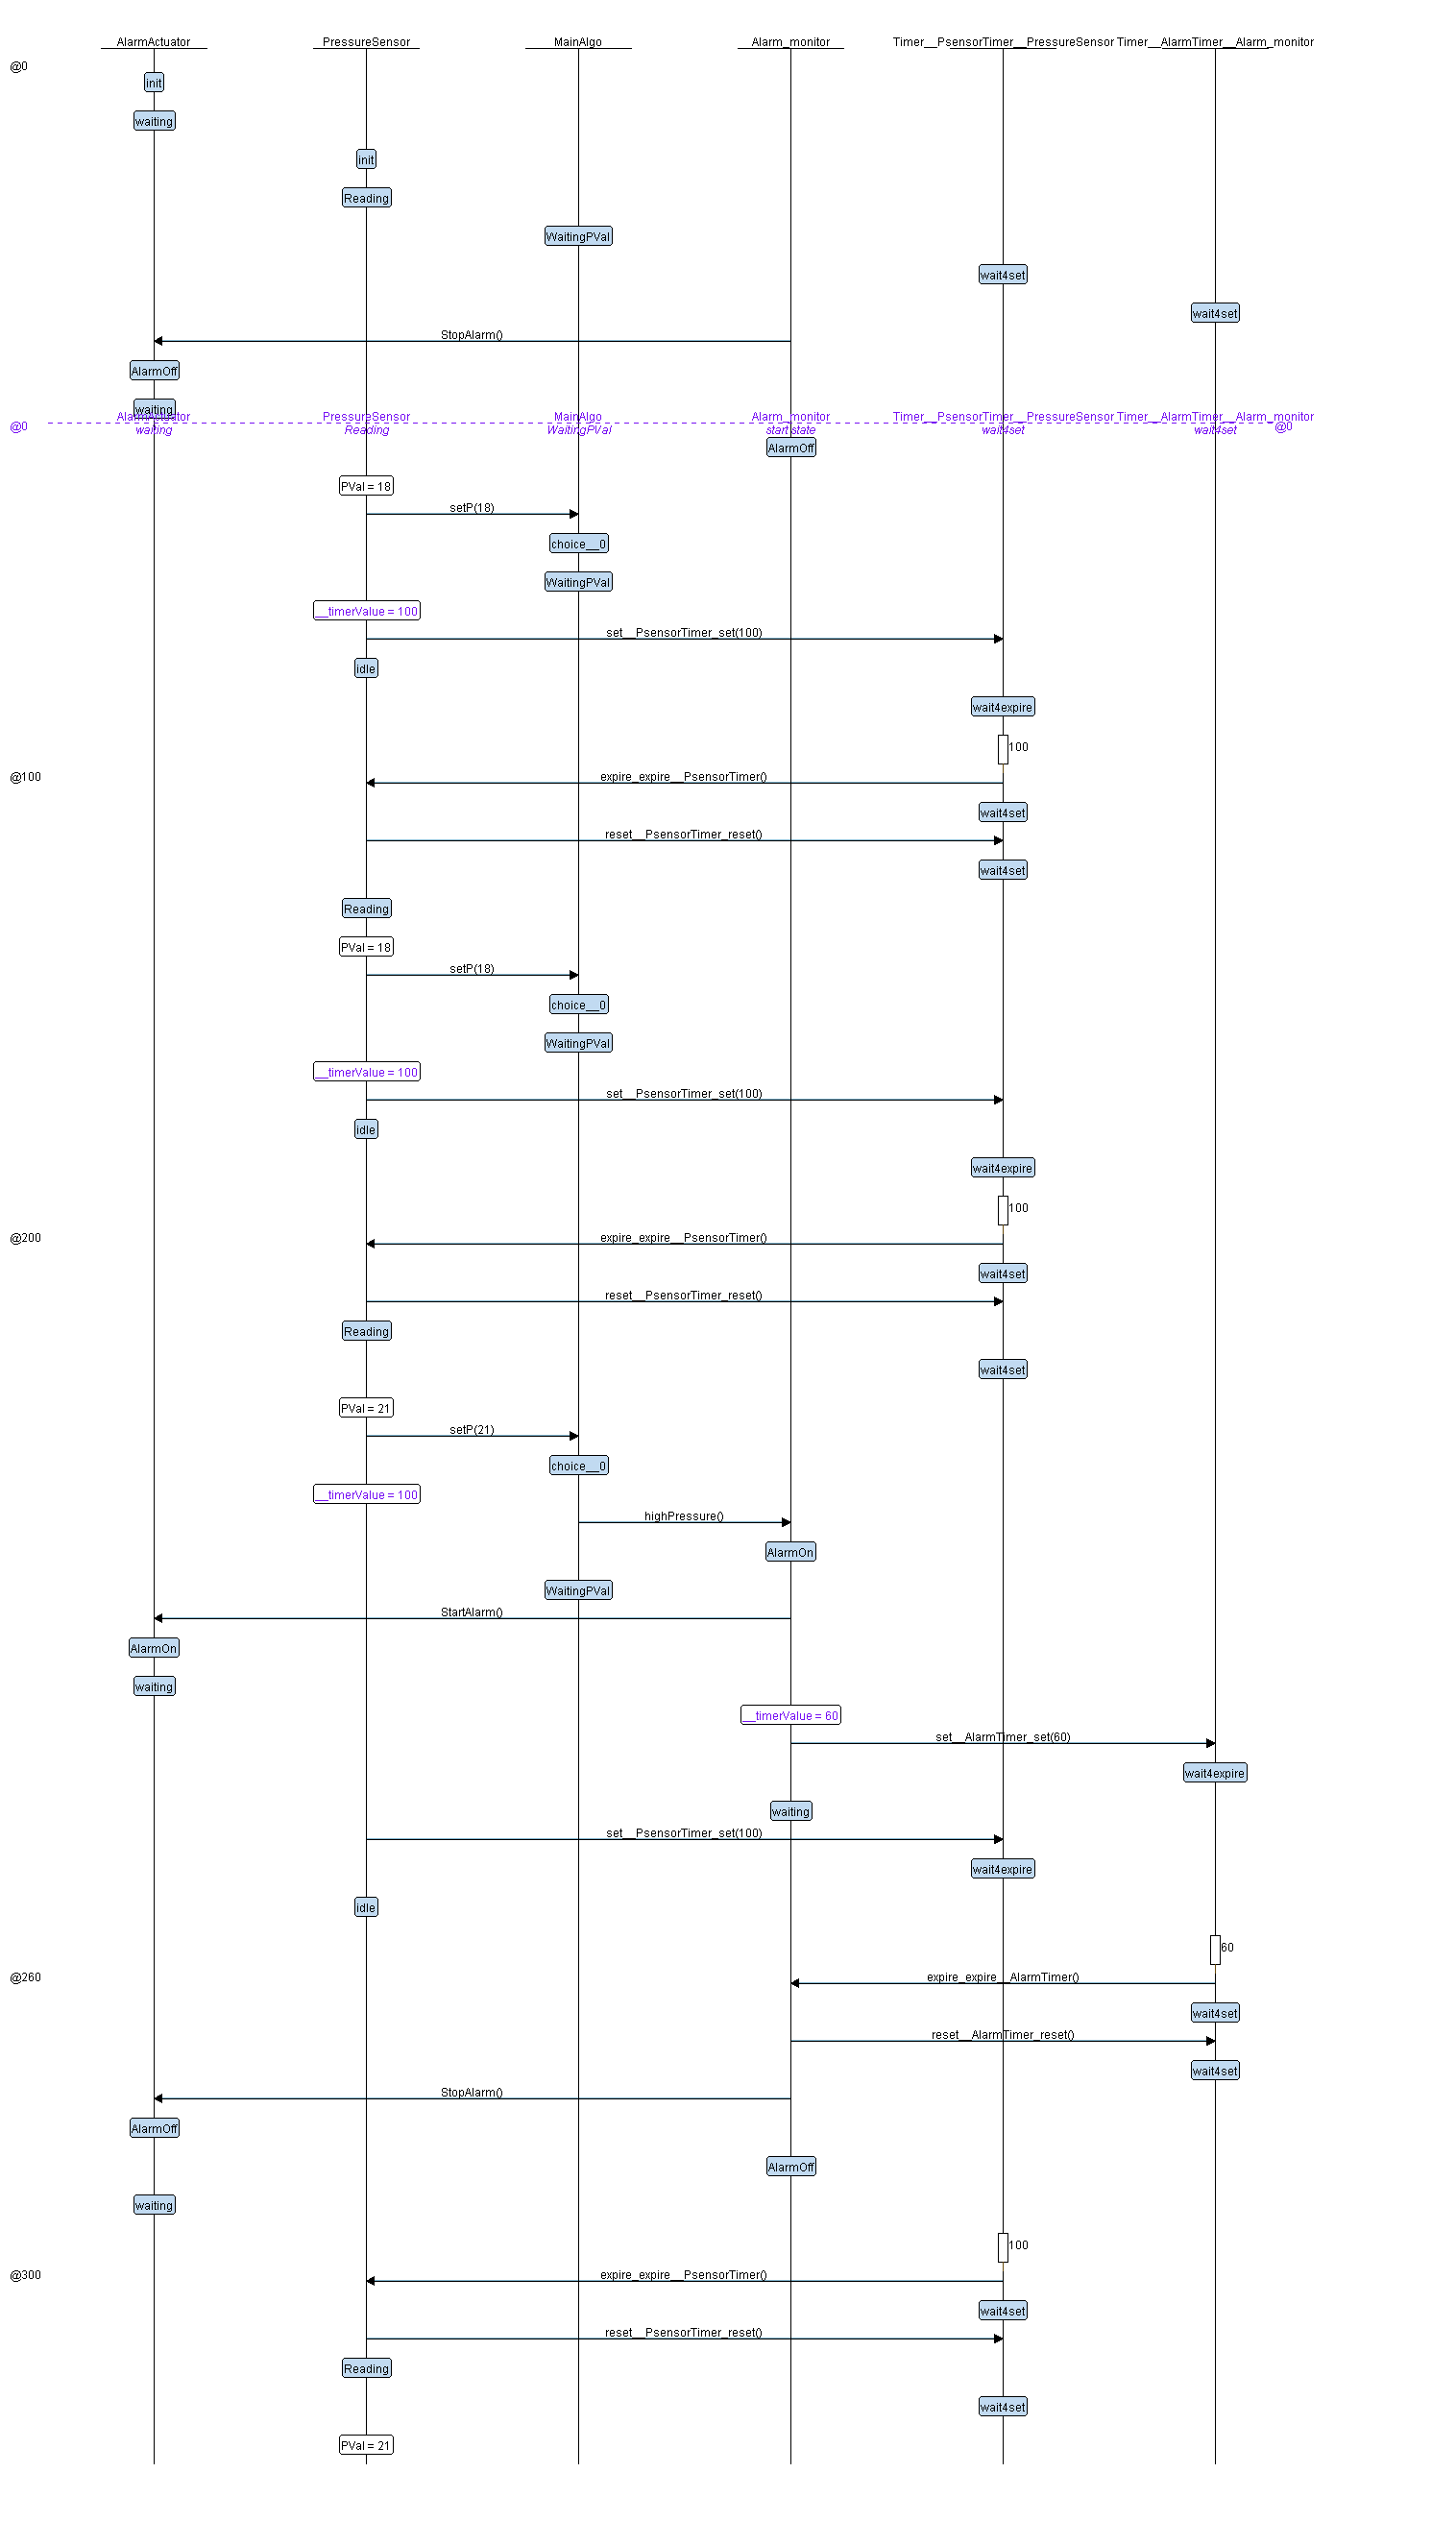 AlarmActuator PressureSensor MainAlgo Alarm_monitor Timer__PsensorTimer__PressureSensor Timer__AlarmTimer__Alarm_monitor
@0
init
waiting
init
Reading
WaitingPVal
wait4set
wait4set
StopAlarm()
AlarmOff
waiting
AlarmActuator PressureSensor MainAlgo Alarm_monitor Timer__PsensorTimer__PressureSensor Timer__AlarmTimer__Alarm_monitor
@0 waiting Reading WaitingPVal start state wait4set wait4set @0
AlarmOff
PVal = 18
setP(18)
choice__0
WaitingPVal
__timerValue = 100
set__PsensorTimer_set(100)
idle
wait4expire
100
@100 expire_expire__PsensorTimer()
wait4set
reset__PsensorTimer_reset()
wait4set
Reading
PVal = 18
setP(18)
choice__0
WaitingPVal
__timerValue = 100
set__PsensorTimer_set(100)
idle
wait4expire
100
@200 expire_expire__PsensorTimer()
wait4set
reset__PsensorTimer_reset()
Reading
wait4set
PVal = 21
setP(21)
choice__0
__timerValue = 100
highPressure()
AlarmOn
WaitingPVal
StartAlarm()
AlarmOn
waiting
__timerValue = 60
set__AlarmTimer_set(60)
wait4expire
waiting
set__PsensorTimer_set(100)
wait4expire
idle
60
@260 expire_expire__AlarmTimer()
wait4set
reset__AlarmTimer_reset()
wait4set
StopAlarm()
AlarmOff
AlarmOff
waiting
100
@300 expire_expire__PsensorTimer()
wait4set
reset__PsensorTimer_reset()
Reading
wait4set
PVal = 21